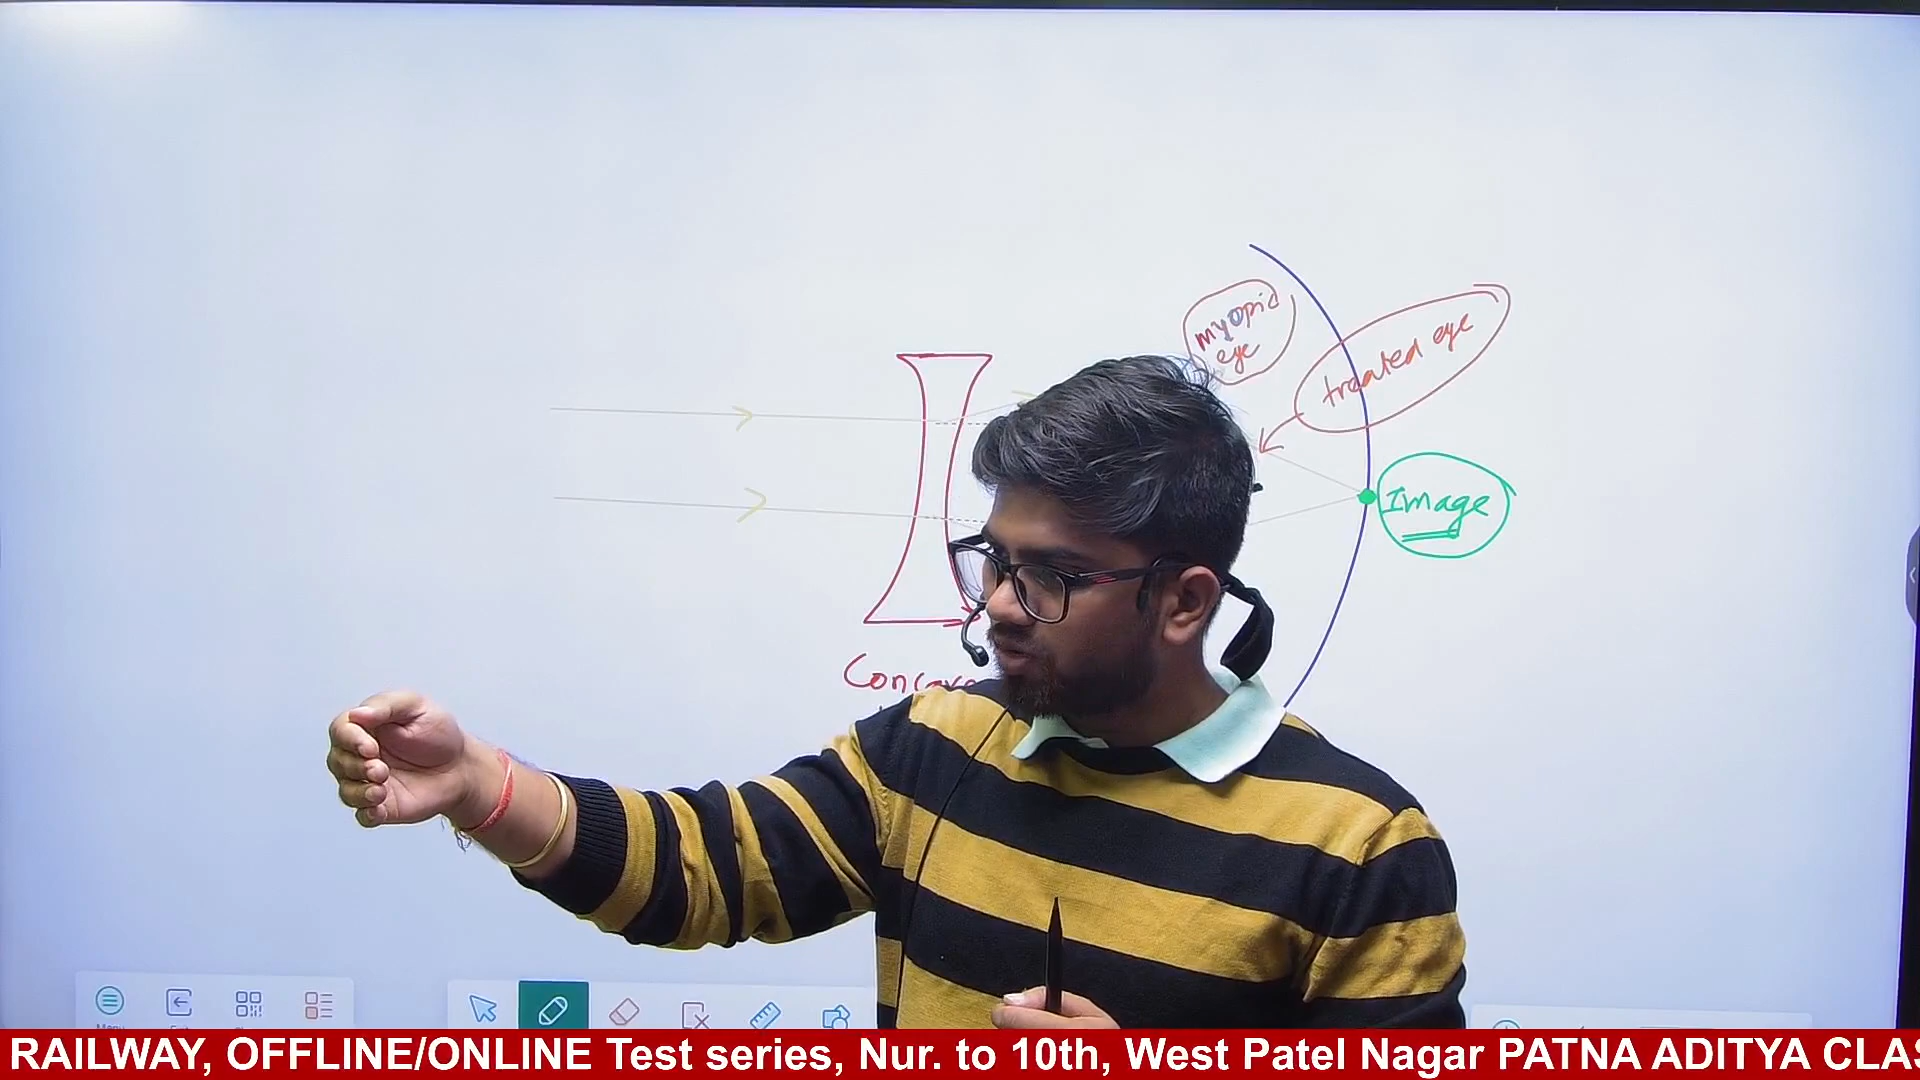 myopic
eye
treated eye
Image
Concave
RAILWAY, OFFLINE/ONLINE Test series, Nur. to 10th, West Patel Nagar PATNA ADITYA CLAS